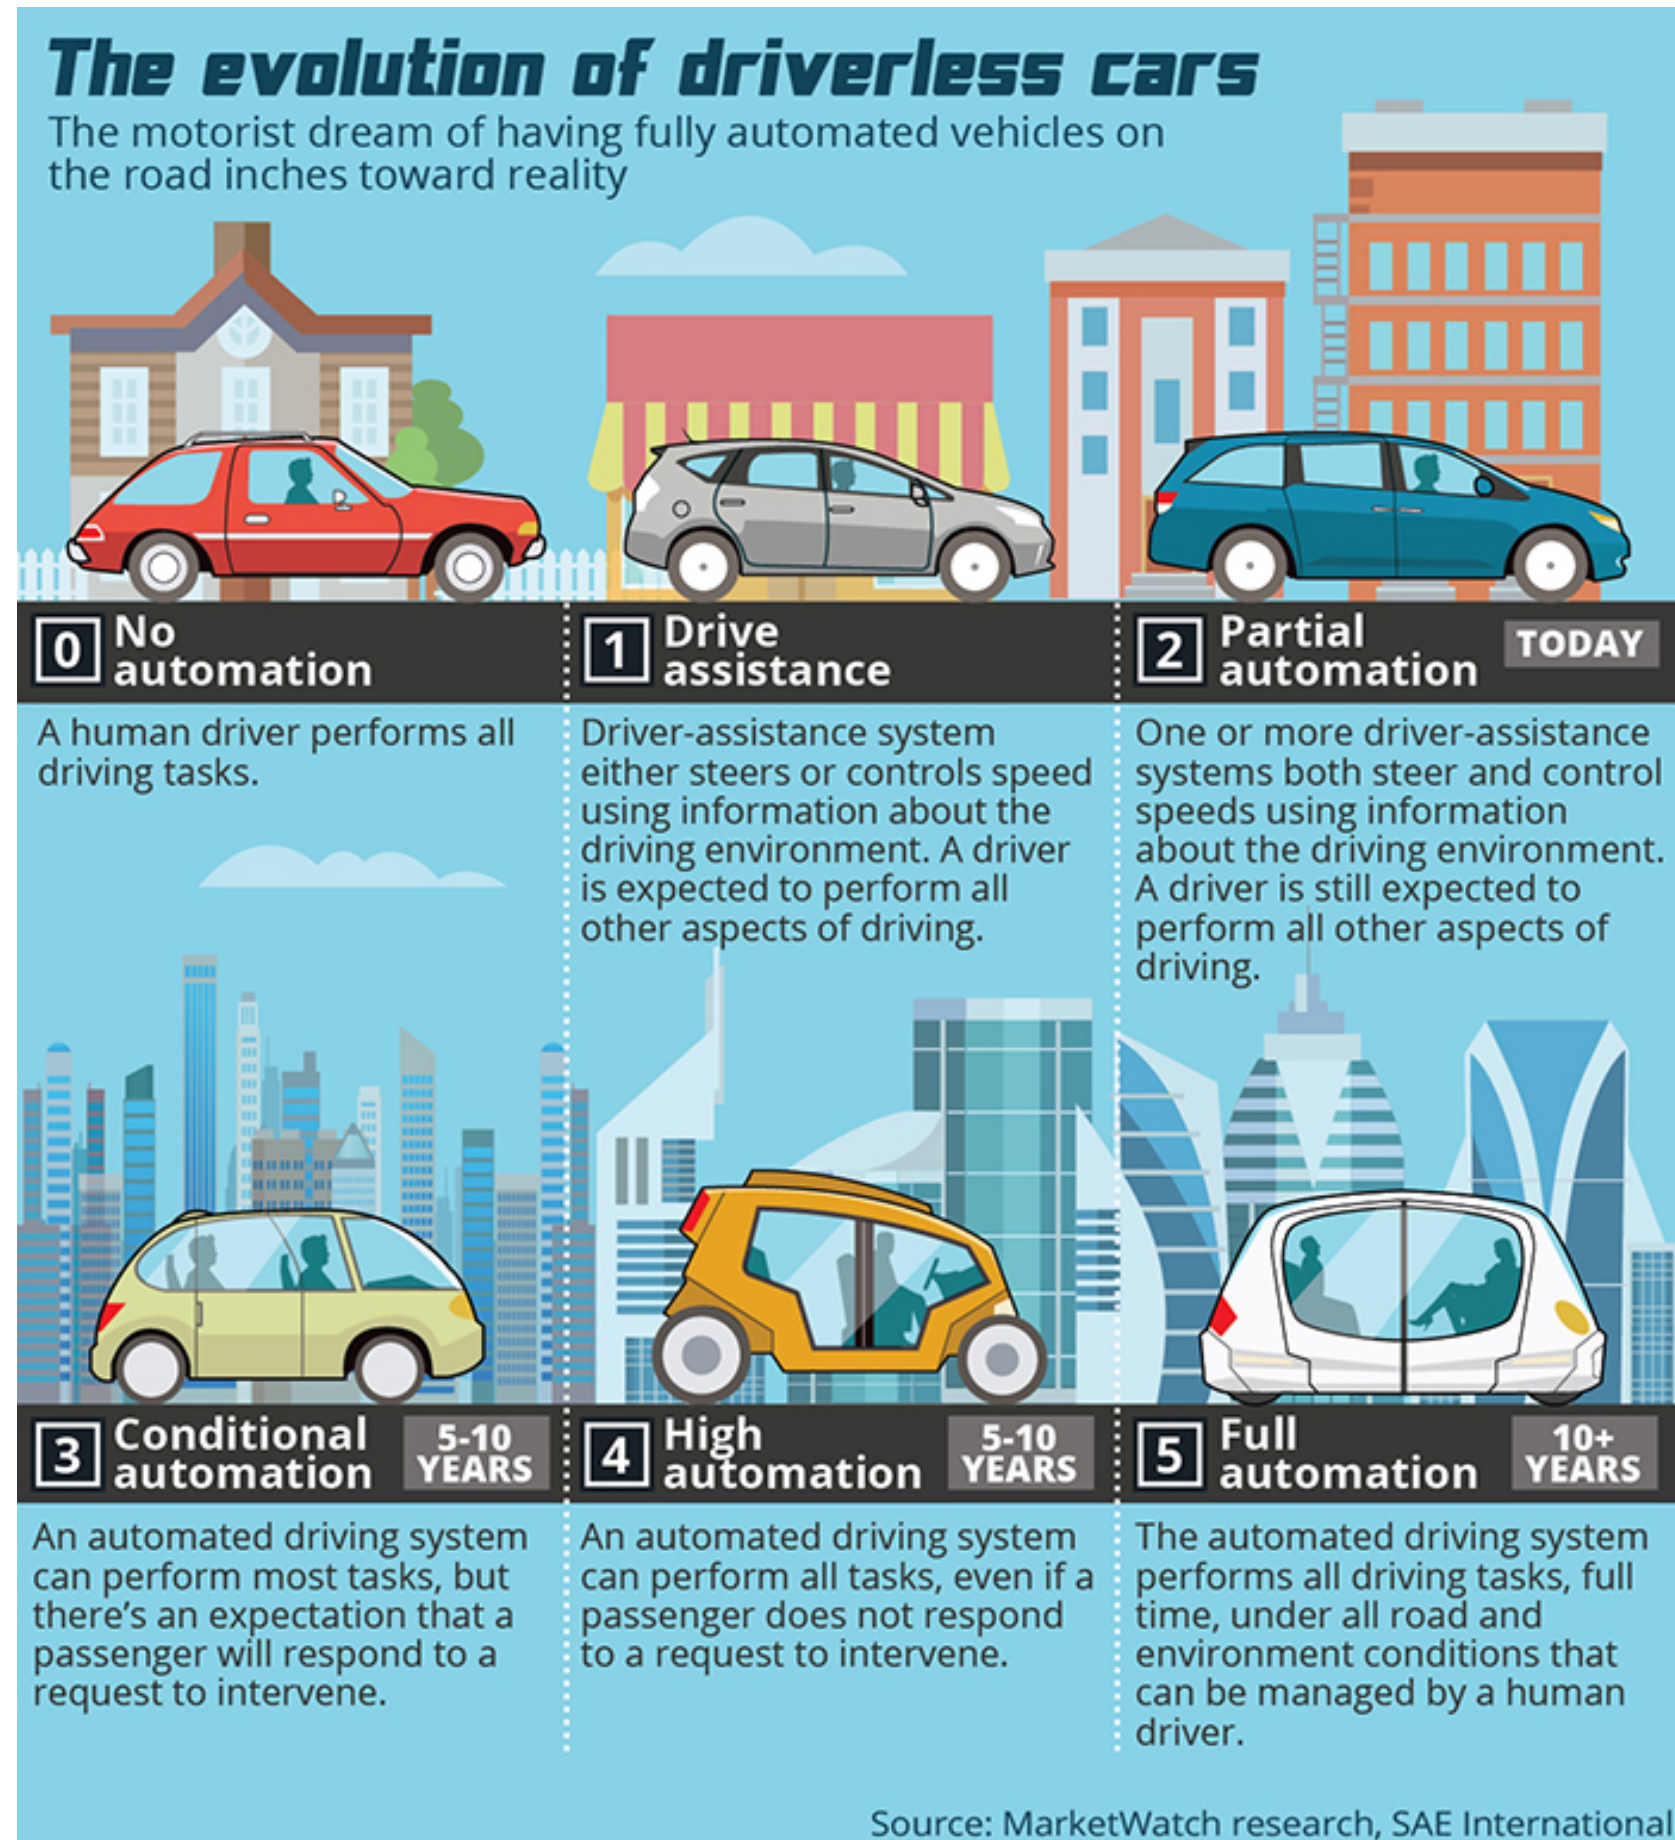 The evolution of driverless cars
The motorist dream of having fully automated vehicles on
the road inches toward reality
0
No
automation
A human driver performs all
driving tasks.
1
Drive
assistance
Driver-assistance system
either steers or controls speed
using information about the
driving environment. A driver
is expected to perform all
other aspects of driving.
2
Partial
automation
TODAY
One or more driver-assistance
systems both steer and control
speeds using information
about the driving environment.
A driver is still expected to
perform all other aspects of
driving.
3
Conditional
automation
5-10
YEARS
An automated driving system
can perform most tasks, but
there's an expectation that a
passenger will respond to a
request to intervene.
4
High
automation
5-10
YEARS
An automated driving system
can perform all tasks, even if a
passenger does not respond
to a request to intervene.
5
Full
automation
10+
YEARS
The automated driving system
performs all driving tasks, full
time, under all road and
environment conditions that
can be managed by a human
driver.
Source: MarketWatch research, SAE International